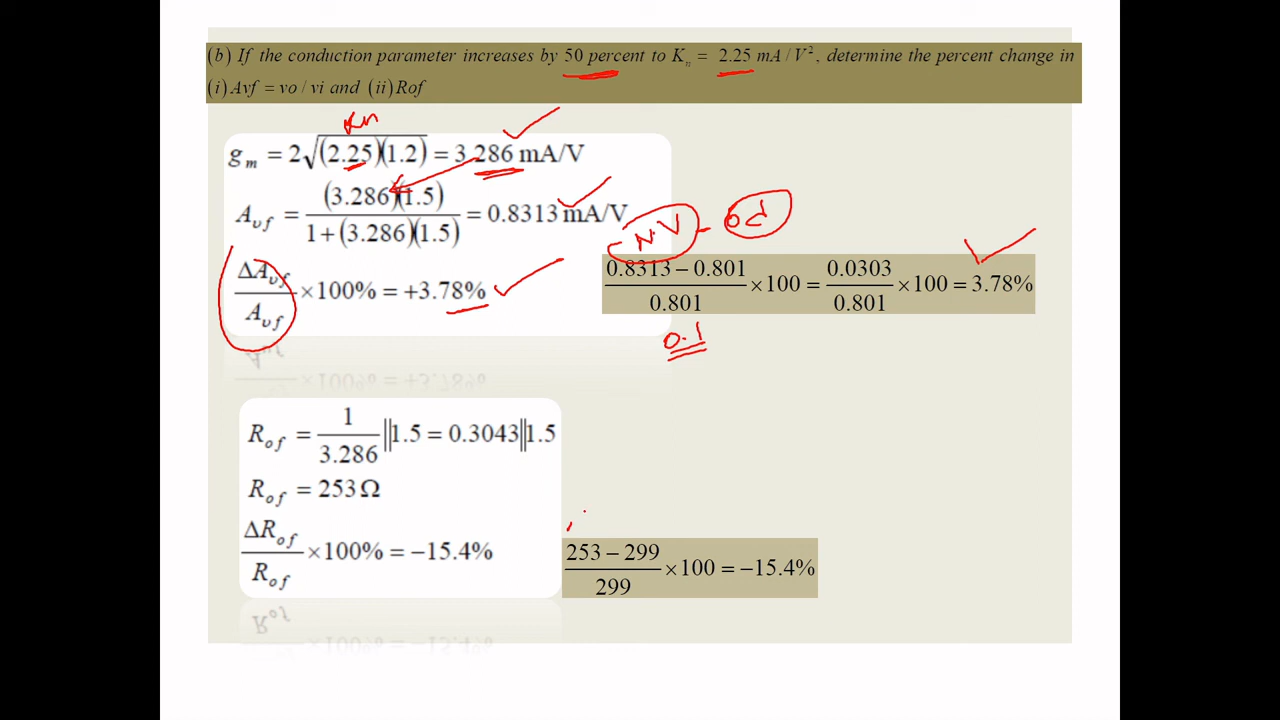 (b) If the conduction parameter increases by 50 percent to Kn = 2.25 mA/V², determine the percent change in
(i) Avf = vo / vi and (ii) Rof
Kn
gm = 2√(2.25)(1.2) = 3.286 mA/V
Aυf = (3.286)(1.5) / 1+(3.286)(1.5) = 0.8313 mA/V
N.V - od
ΔAυf / Aυf ×100% = +3.78%
0.8313 − 0.801 / 0.801 ×100 = 0.0303 / 0.801 ×100 = 3.78%
0.1
Rof = 1 / 3.286 ||1.5 = 0.3043||1.5
Rof = 253 Ω
ΔRof / Rof ×100% = −15.4%
253 − 299 / 299 ×100 = −15.4%